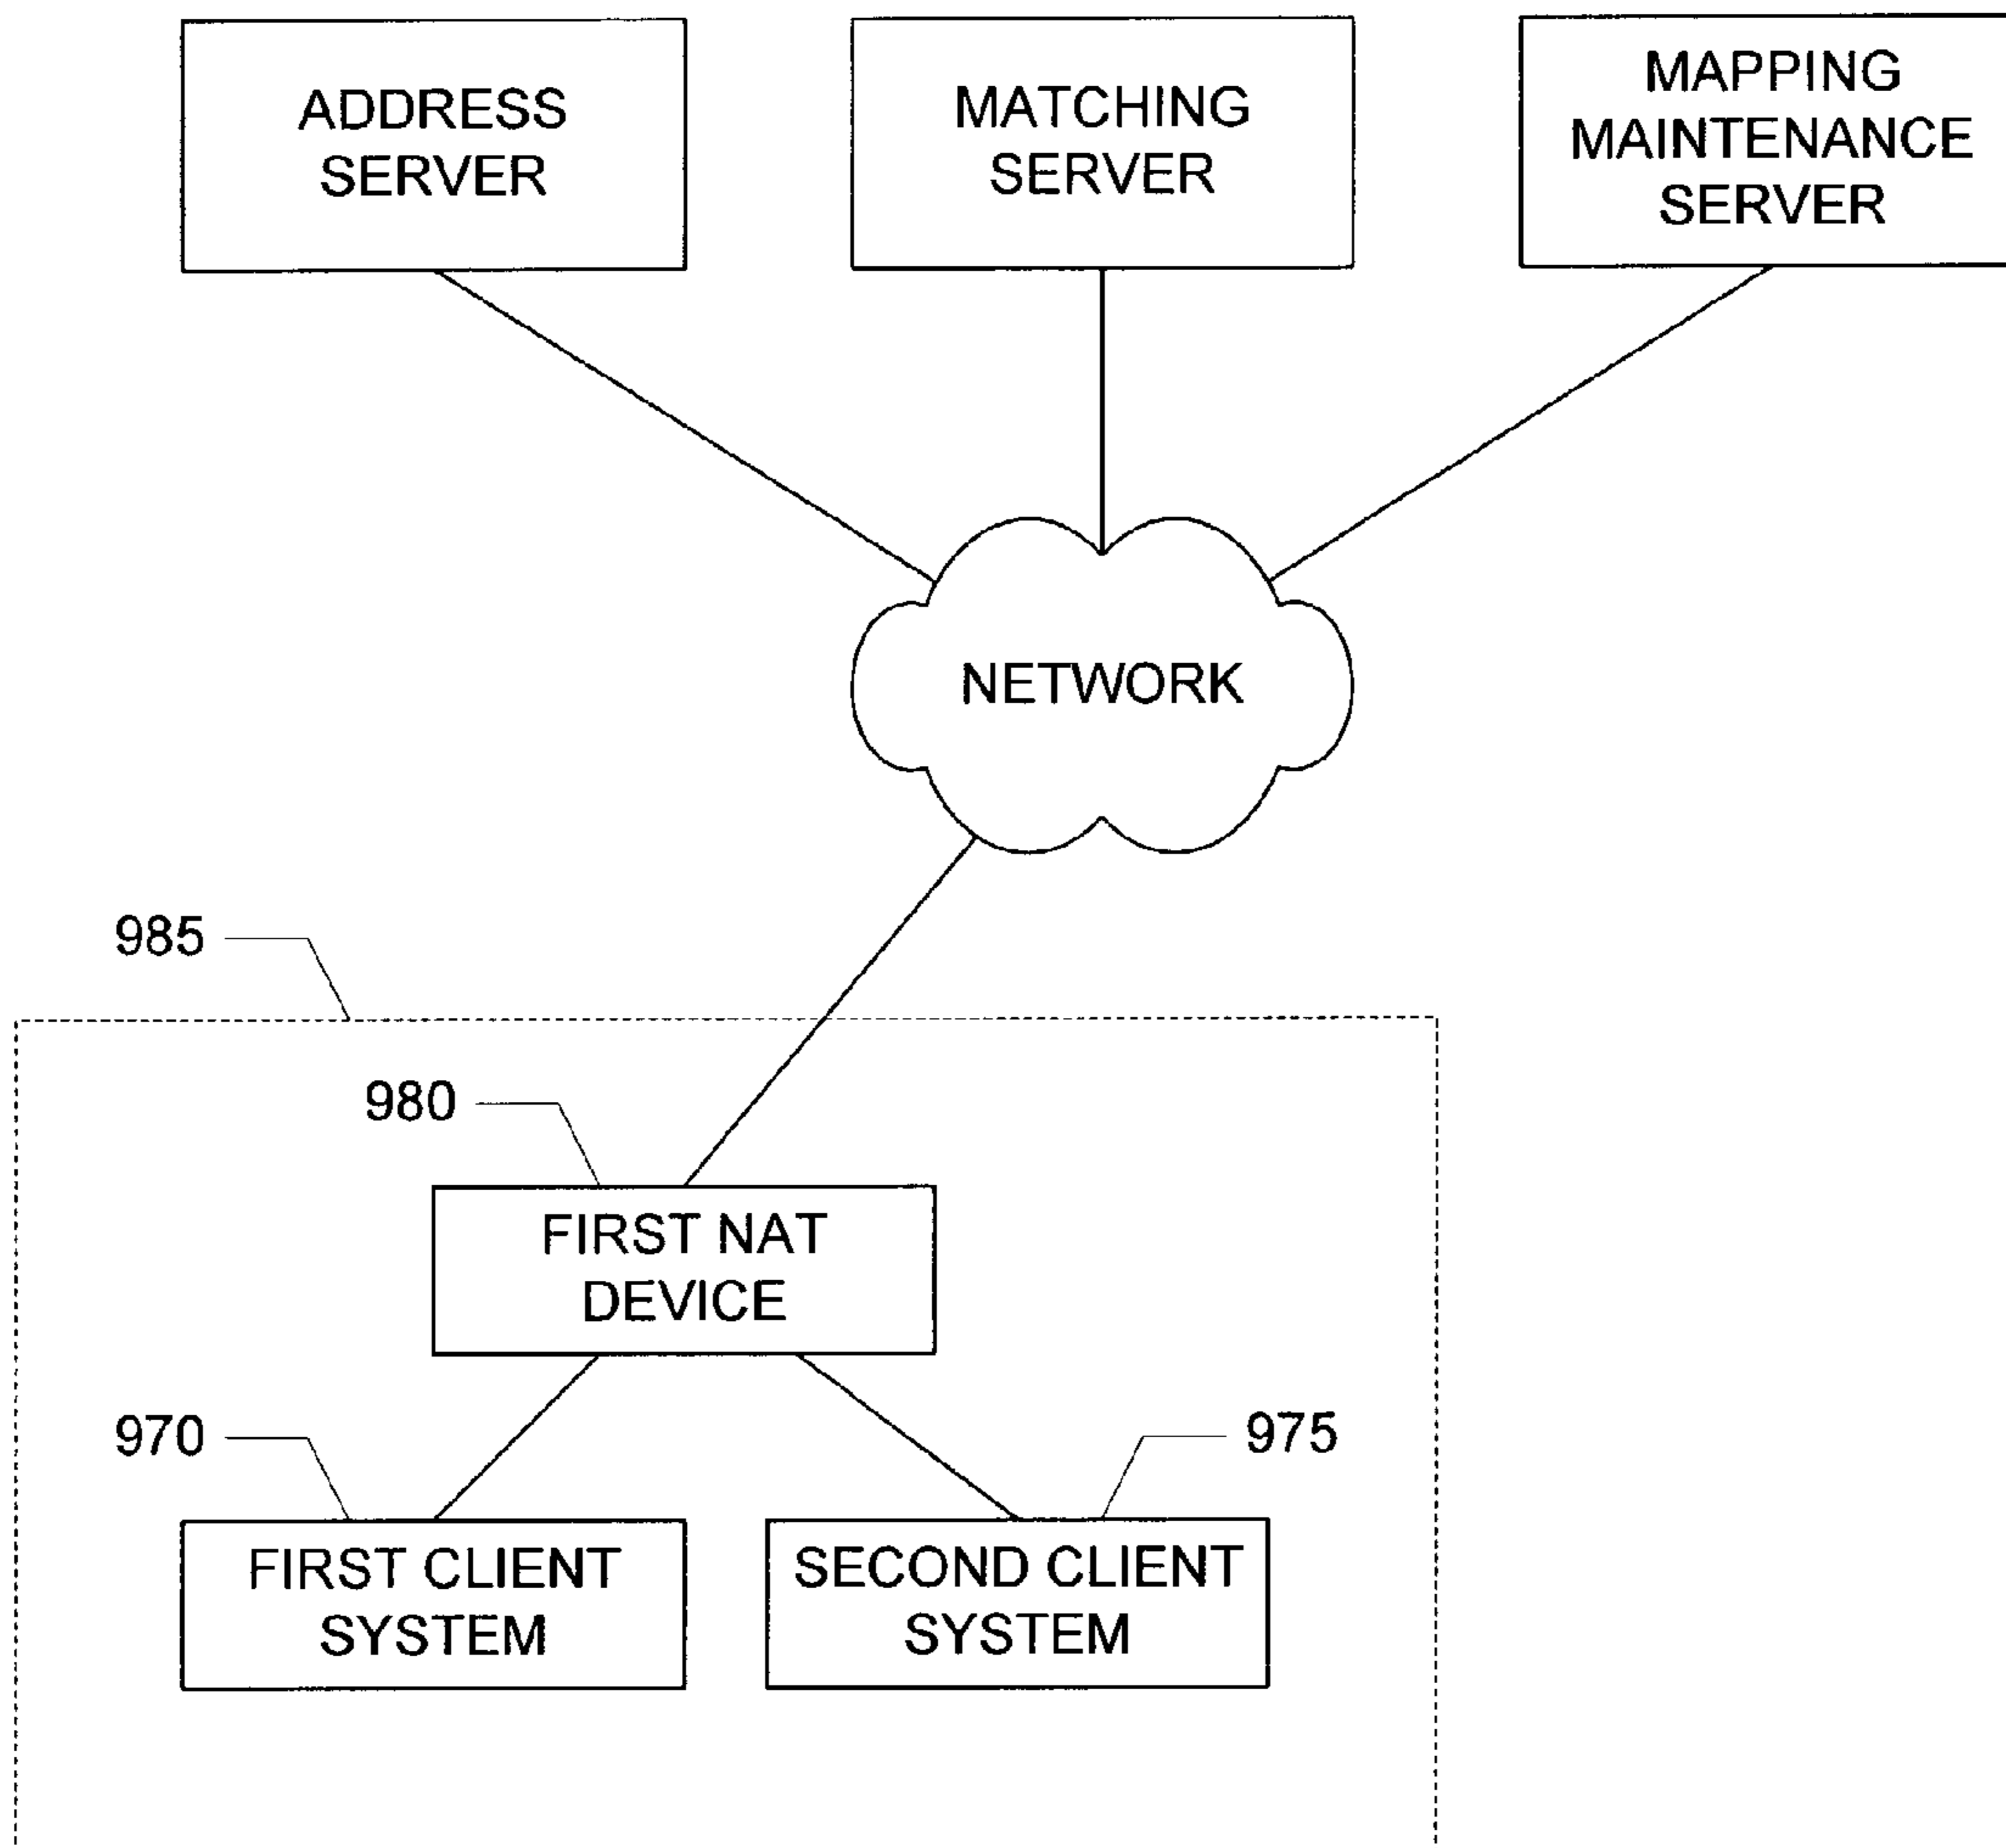 ADDRESS
SERVER
MATCHING
SERVER
MAPPING
MAINTENANCE
SERVER
NETWORK
985
980
FIRST NAT
DEVICE
970
975
FIRST CLIENT
SYSTEM
SECOND CLIENT
SYSTEM